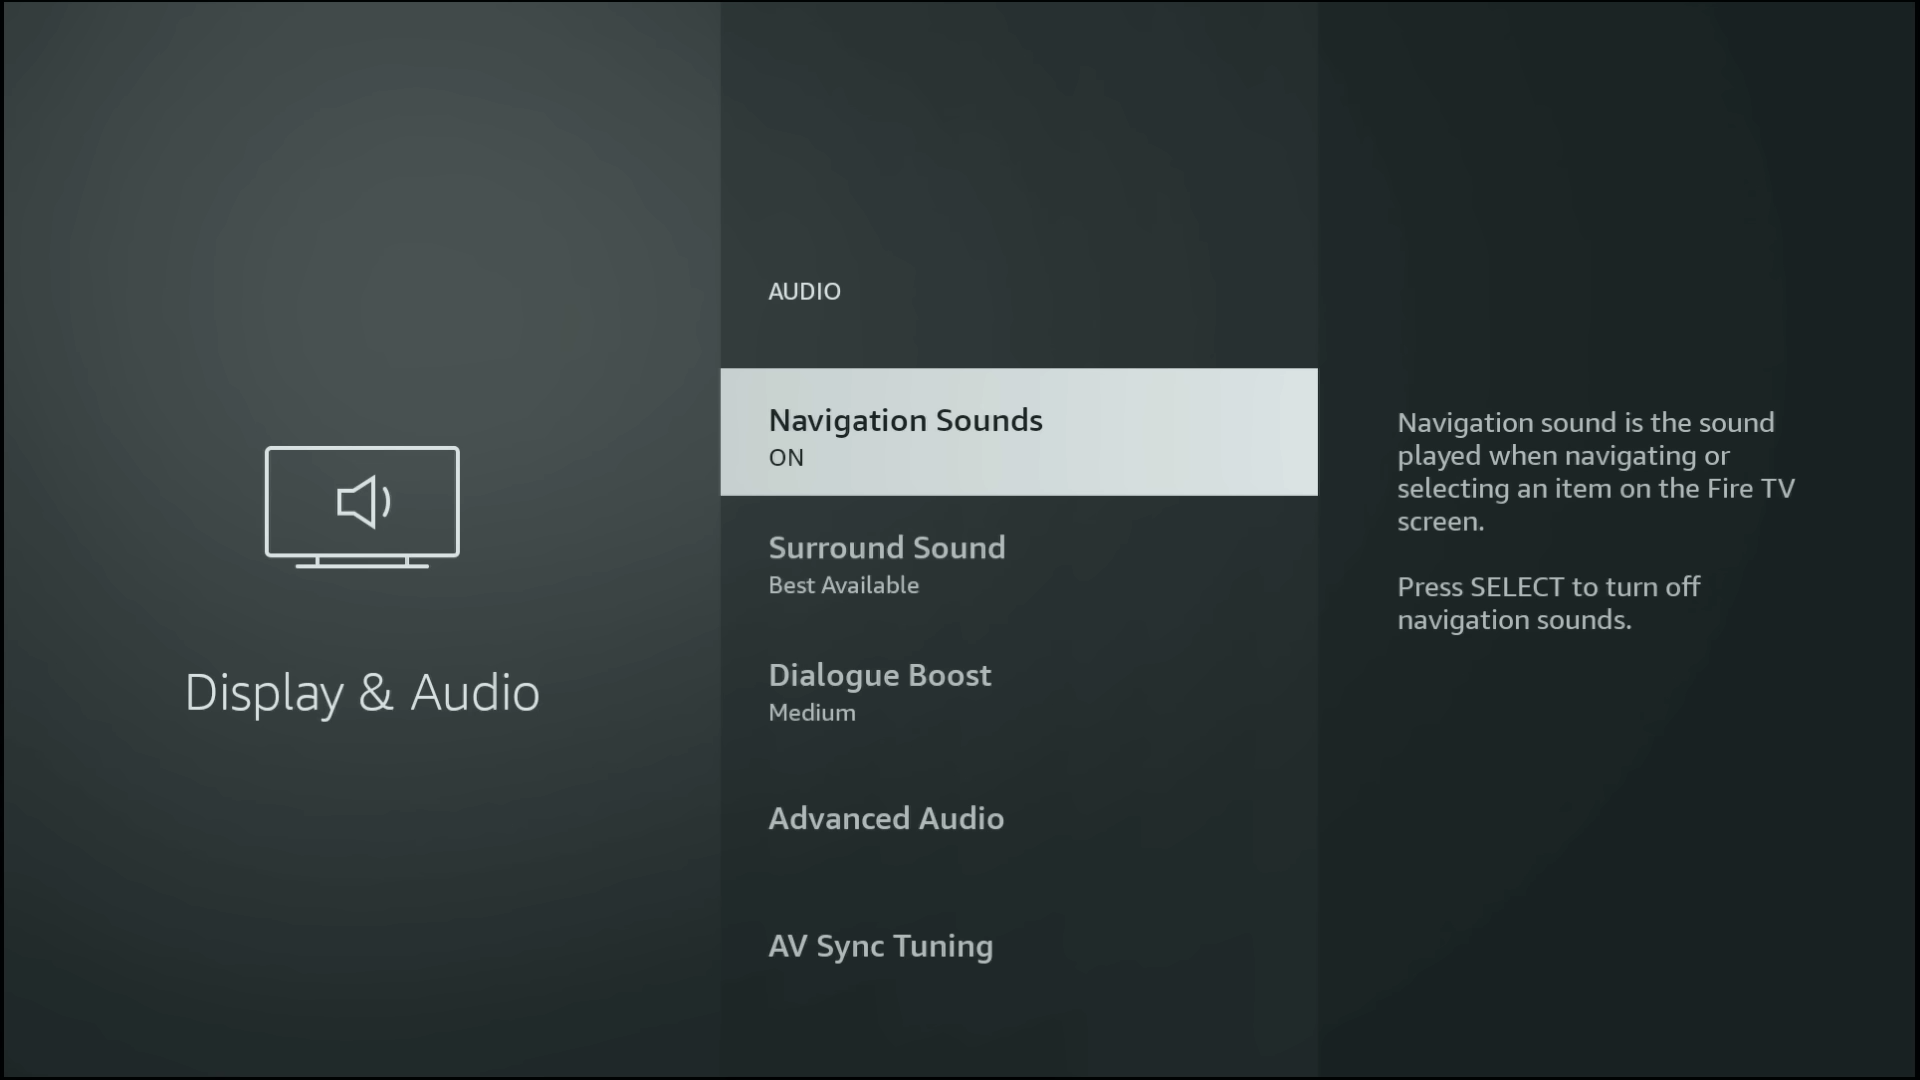 Display & Audio
AUDIO
Navigation Sounds
ON
Surround Sound
Best Available
Dialogue Boost
Medium
Advanced Audio
AV Sync Tuning
Navigation sound is the sound
played when navigating or
selecting an item on the Fire TV
screen.
Press SELECT to turn off
navigation sounds.